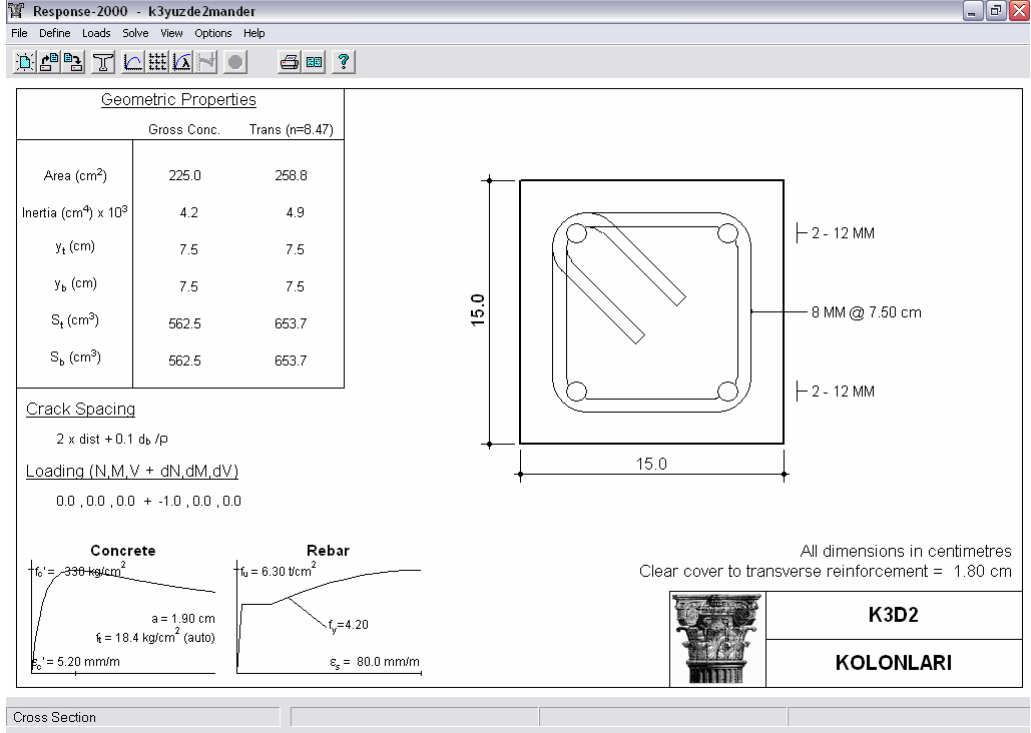 Response-2000 - k3yuzde2mander
File Define Loads Solve View Options Help
Geometric Properties
Gross Conc. Trans (n=8.47)
Area (cm²) 225.0 258.8
Inertia (cm⁴) x 10³ 4.2 4.9
yt (cm) 7.5 7.5
yb (cm) 7.5 7.5
St (cm³) 562.5 653.7
Sb (cm³) 562.5 653.7
Crack Spacing
2 x dist + 0.1 db /ρ
Loading (N,M,V + dN,dM,dV)
0.0 , 0.0 , 0.0 + -1.0 , 0.0 , 0.0
15.0
2 - 12 MM
8 MM @ 7.50 cm
2 - 12 MM
15.0
Concrete
fc' = 330 kg/cm²
a = 1.90 cm
ft = 18.4 kg/cm² (auto)
εc' = 5.20 mm/m
Rebar
fu = 6.30 t/cm²
fy=4.20
εs = 80.0 mm/m
All dimensions in centimetres
Clear cover to transverse reinforcement = 1.80 cm
K3D2
KOLONLARI
Cross Section